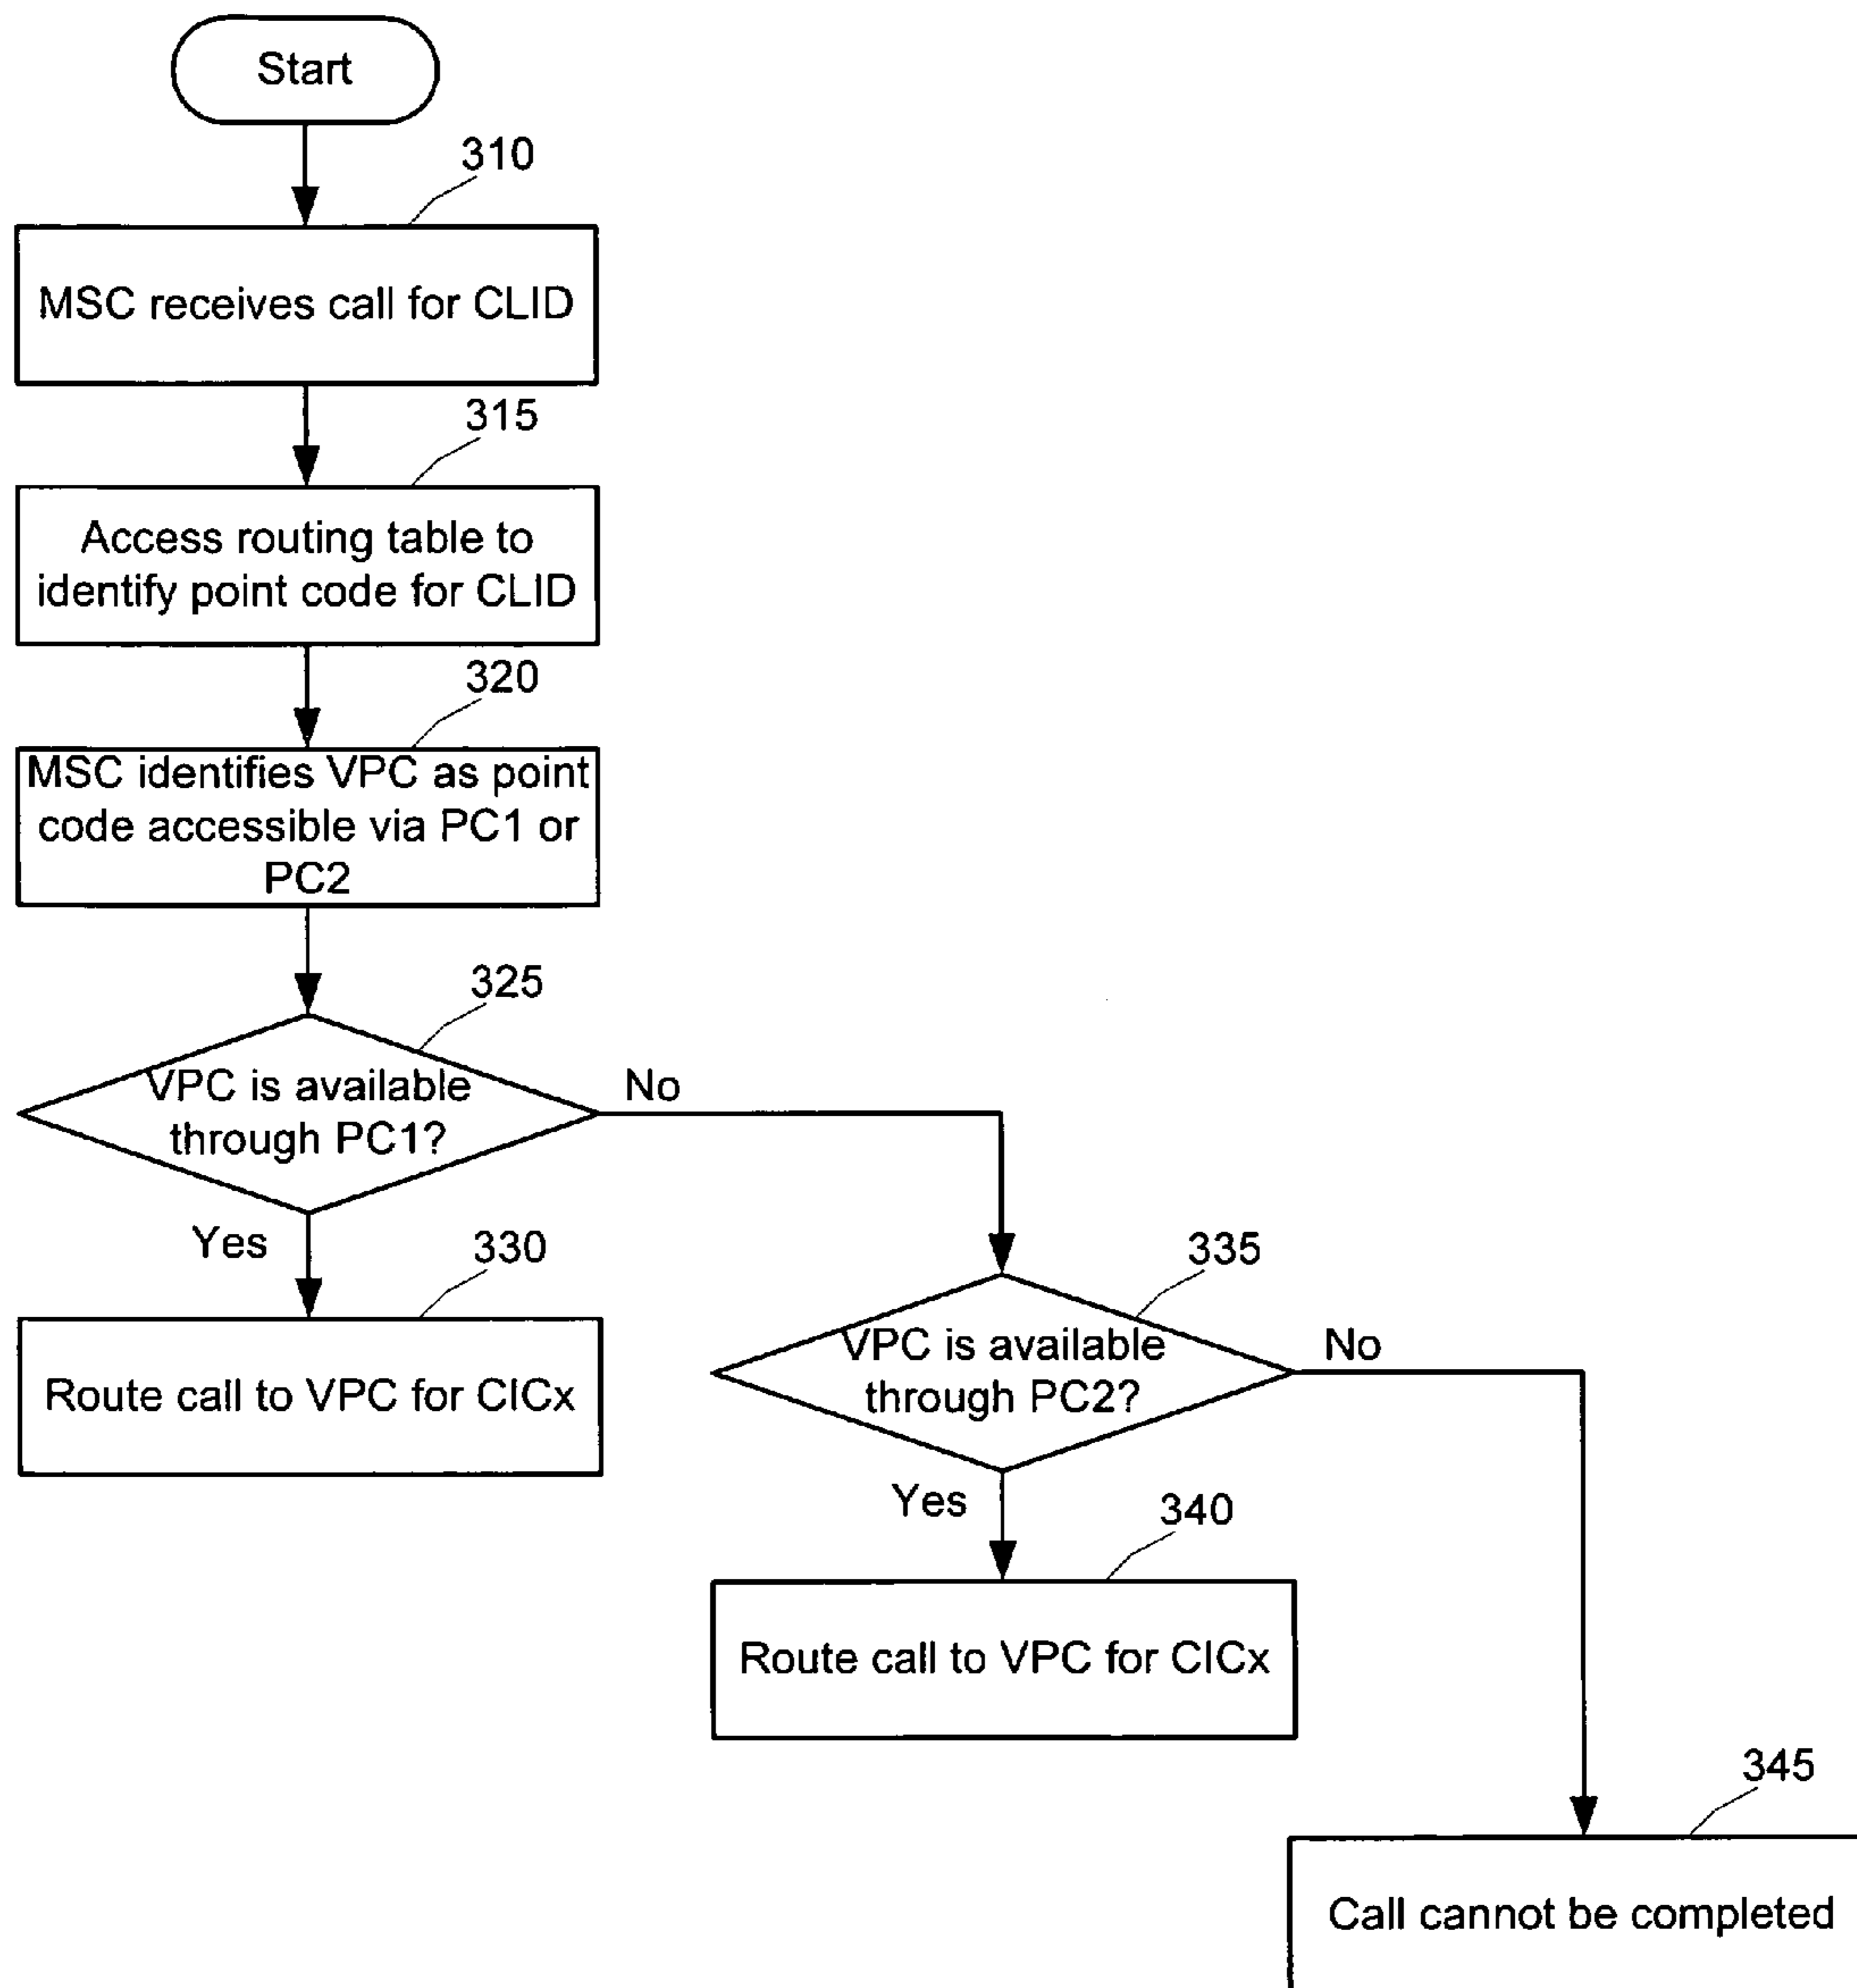 Start
310
MSC receives call for CLID
315
Access routing table to
identify point code for CLID
320
MSC identifies VPC as point
code accessible via PC1 or
PC2
325
VPC is available
through PC1?
No
Yes
330
Route call to VPC for CICx
335
VPC is available
through PC2?
No
Yes
340
Route call to VPC for CICx
345
Call cannot be completed